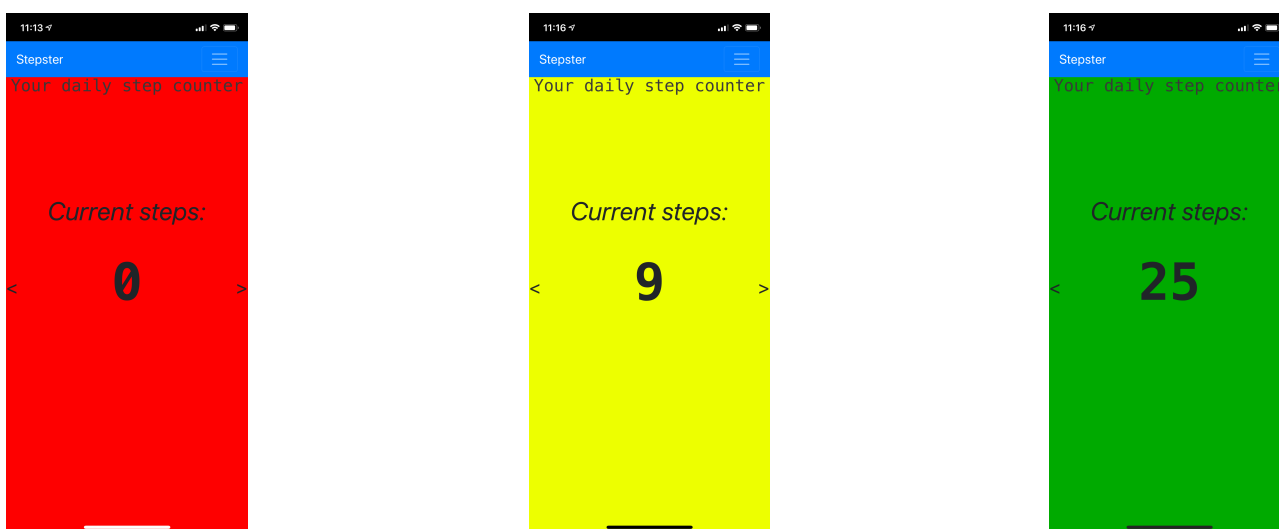 11:13
Stepster
Your daily step counter
Current steps:
0
< >
11:16
Stepster
Your daily step counter
Current steps:
9
< >
11:16
Stepster
Your daily step counter
Current steps:
25
<